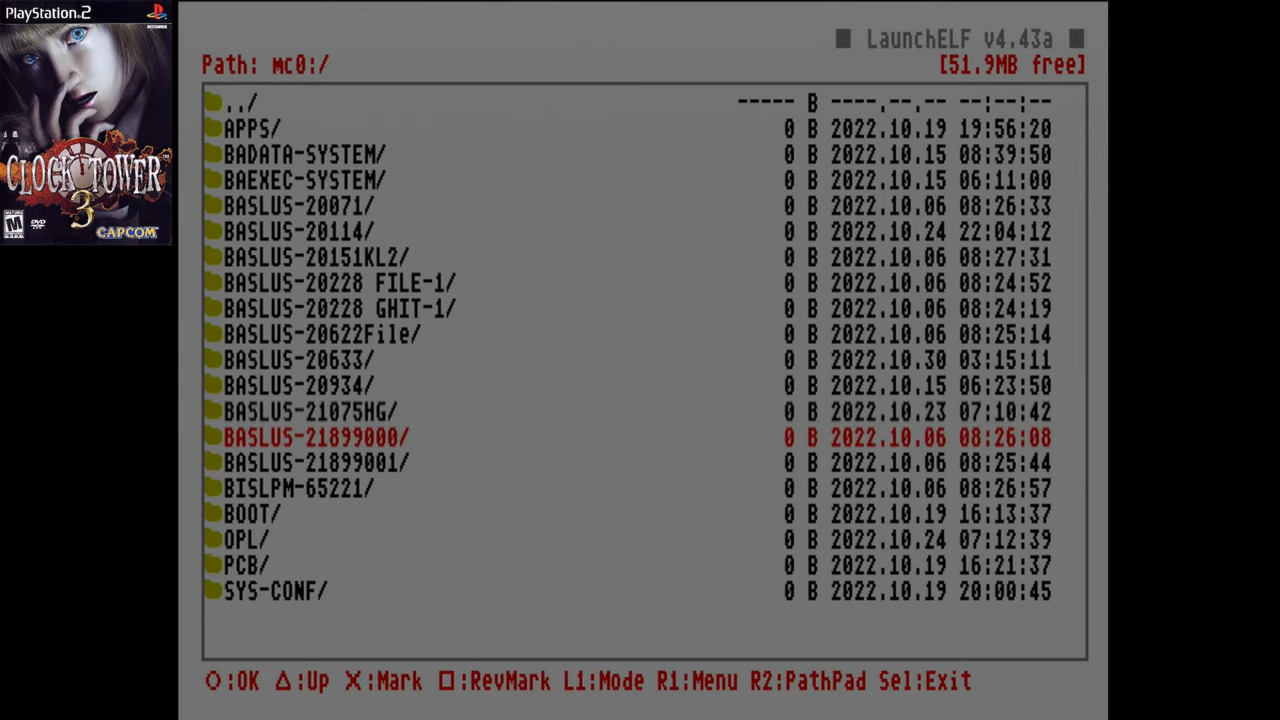 PlayStation 2
CLOCK TOWER
3
M
DVD
CAPCOM
■ LaunchELF v4.43a ■
Path: mc0:/ [51.9MB free]
../ ----- B ----.--.-- --:--:--
APPS/ 0 B 2022.10.19 19:56:20
BADATA-SYSTEM/ 0 B 2022.10.15 08:39:50
BAEXEC-SYSTEM/ 0 B 2022.10.15 06:11:00
BASLUS-20071/ 0 B 2022.10.06 08:26:33
BASLUS-20114/ 0 B 2022.10.24 22:04:12
BASLUS-20151KL2/ 0 B 2022.10.06 08:27:31
BASLUS-20228 FILE-1/ 0 B 2022.10.06 08:24:52
BASLUS-20228 GHIT-1/ 0 B 2022.10.06 08:24:19
BASLUS-20622File/ 0 B 2022.10.06 08:25:14
BASLUS-20633/ 0 B 2022.10.30 03:15:11
BASLUS-20934/ 0 B 2022.10.15 06:23:50
BASLUS-21075HG/ 0 B 2022.10.23 07:10:42
BASLUS-21899000/ 0 B 2022.10.06 08:26:08
BASLUS-21899001/ 0 B 2022.10.06 08:25:44
BISLPM-65221/ 0 B 2022.10.06 08:26:57
BOOT/ 0 B 2022.10.19 16:13:37
OPL/ 0 B 2022.10.24 07:12:39
PCB/ 0 B 2022.10.19 16:21:37
SYS-CONF/ 0 B 2022.10.19 20:00:45
○:OK △:Up X:Mark □:RevMark L1:Mode R1:Menu R2:PathPad Sel:Exit